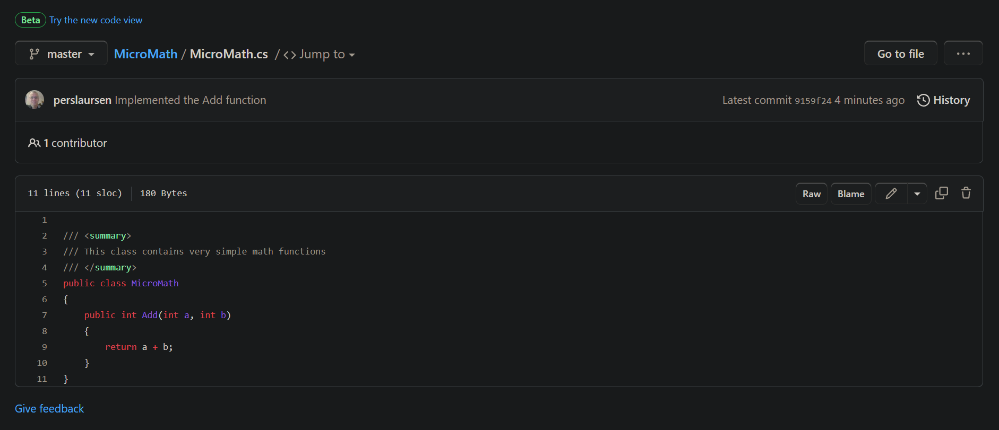 Beta Try the new code view
master MicroMath / MicroMath.cs / <> Jump to Go to file ...
perslaursen Implemented the Add function Latest commit 9159f24 4 minutes ago History
1 contributor
11 lines (11 sloc) 180 Bytes Raw Blame
1
2 /// <summary>
3 /// This class contains very simple math functions
4 /// </summary>
5 public class MicroMath
6 {
7     public int Add(int a, int b)
8     {
9         return a + b;
10     }
11 }
Give feedback